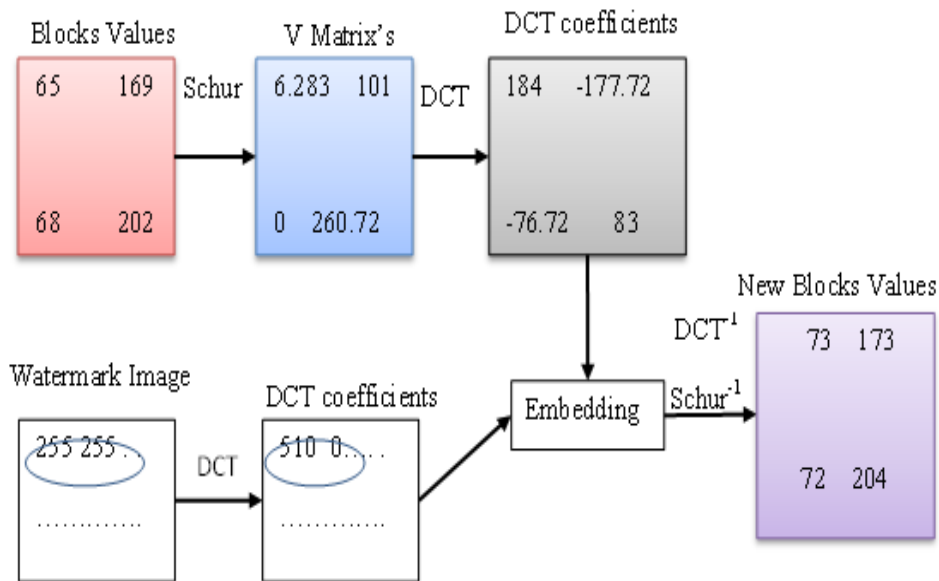 Blocks Values
V Matrix's
DCT coefficients
65 169
68 202
Schur
6.283 101
0 260.72
DCT
184 -177.72
-76.72 83
New Blocks Values
73 173
72 204
DCT-1
Schur-1
Embedding
Watermark Image
255 255 .
.............
DCT
DCT coefficients
510 0.....
.............